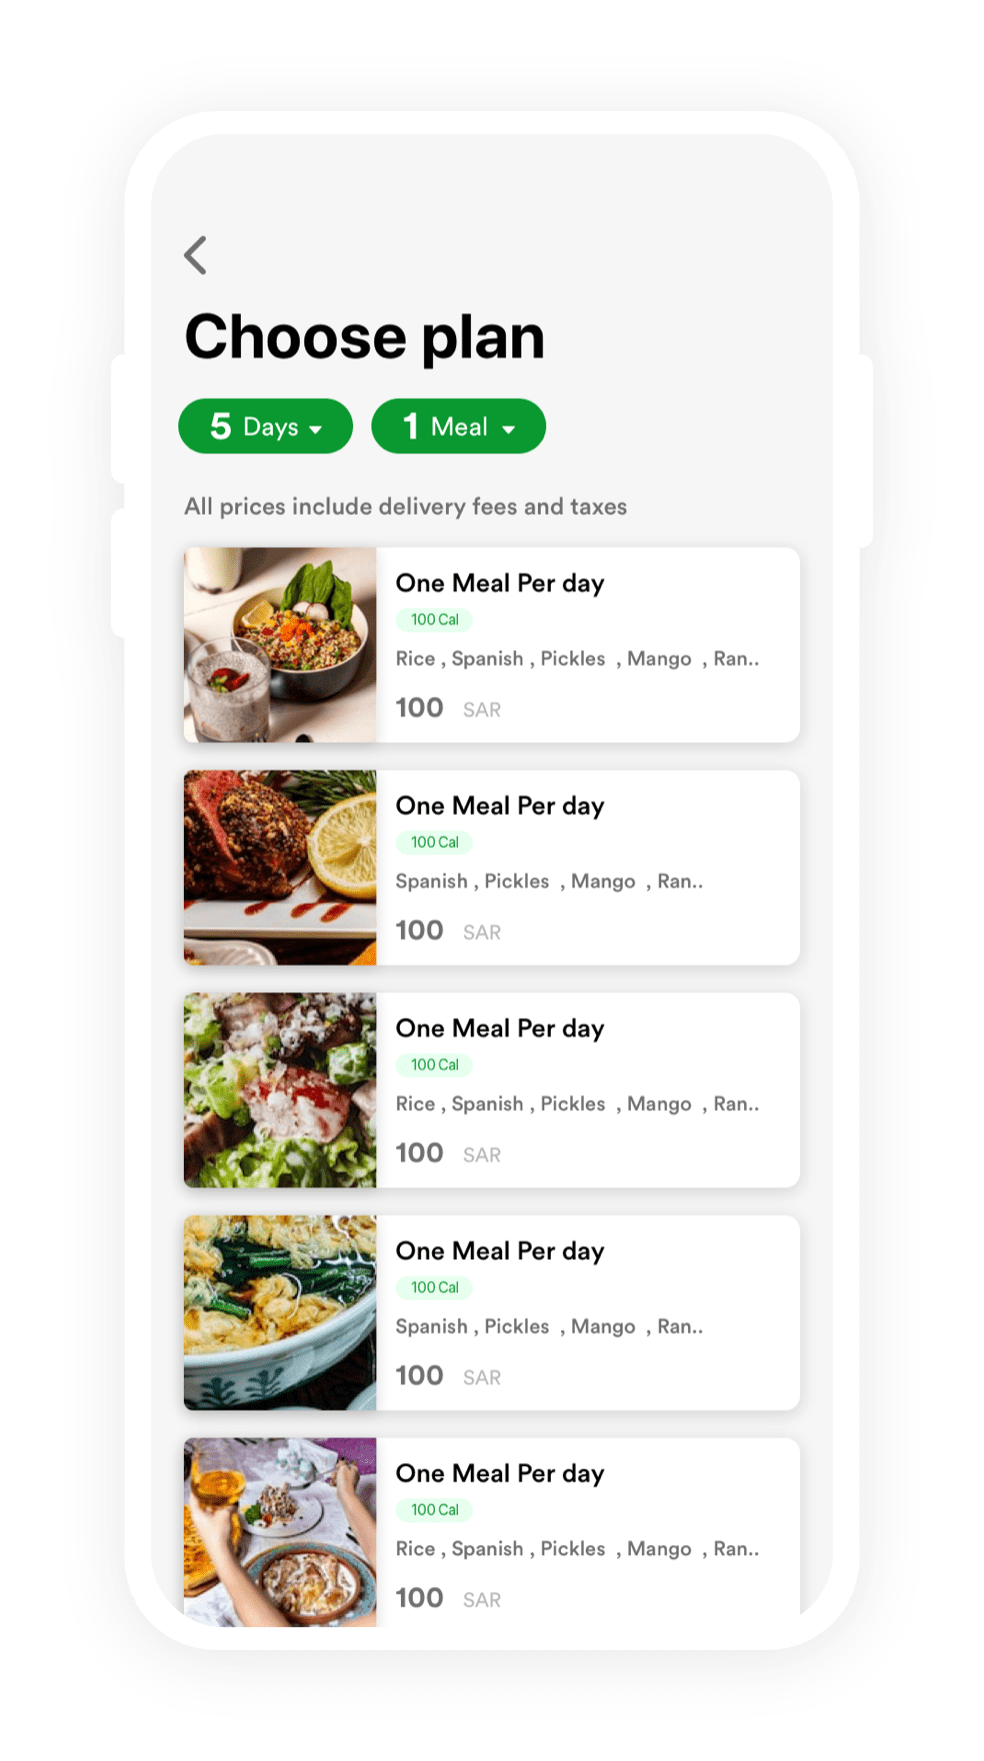 Choose plan
5 Days 1 Meal
All prices include delivery fees and taxes
One Meal Per day
100 Cal
Rice , Spanish , Pickles , Mango , Ran..
100 SAR
One Meal Per day
100 Cal
Spanish , Pickles , Mango , Ran..
100 SAR
One Meal Per day
100 Cal
Rice , Spanish , Pickles , Mango , Ran..
100 SAR
One Meal Per day
100 Cal
Spanish , Pickles , Mango , Ran..
100 SAR
One Meal Per day
100 Cal
Rice , Spanish , Pickles , Mango , Ran..
100 SAR